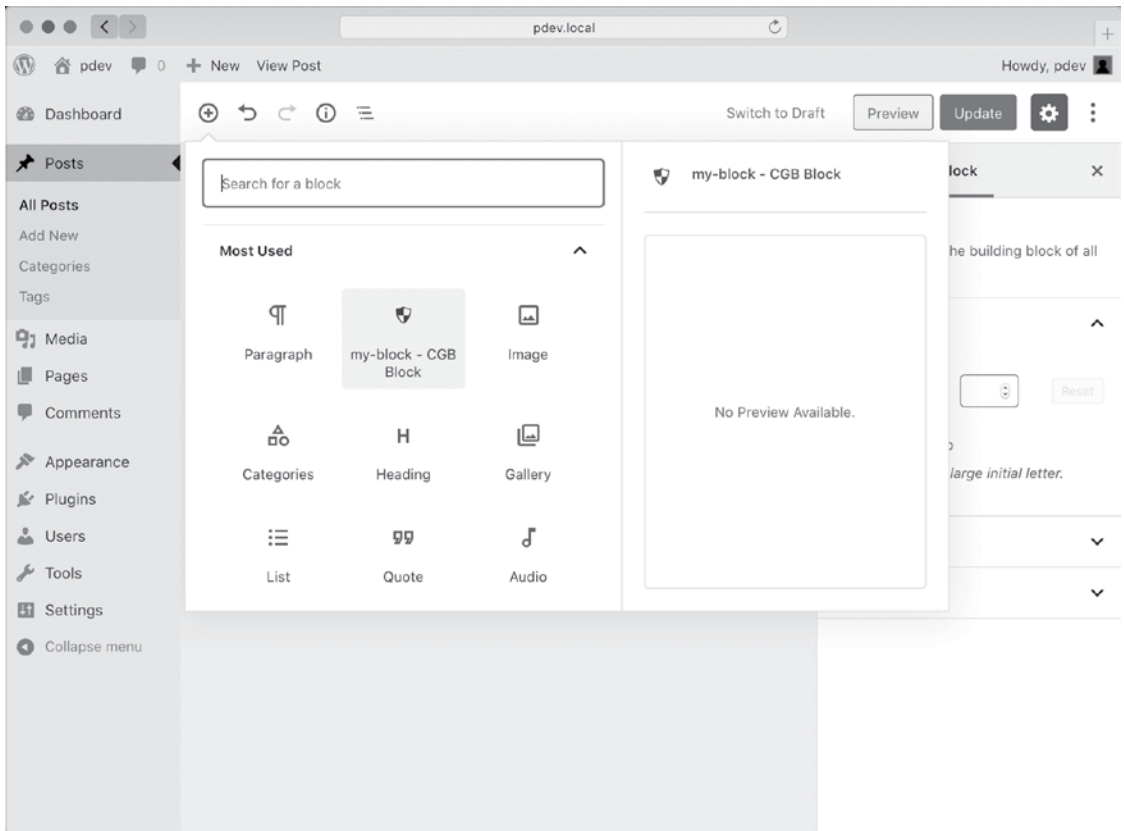 pdev.local
pdev 0 New View Post Howdy, pdev
Dashboard
Posts
All Posts
Add New
Categories
Tags
Media
Pages
Comments
Appearance
Plugins
Users
Tools
Settings
Collapse menu
Switch to Draft Preview Update
Search for a block
Most Used
Paragraph
my-block - CGB
Block
Image
Categories
Heading
Gallery
List
Quote
Audio
my-block - CGB Block
No Preview Available.
lock
he building block of all
Reset
large initial letter.